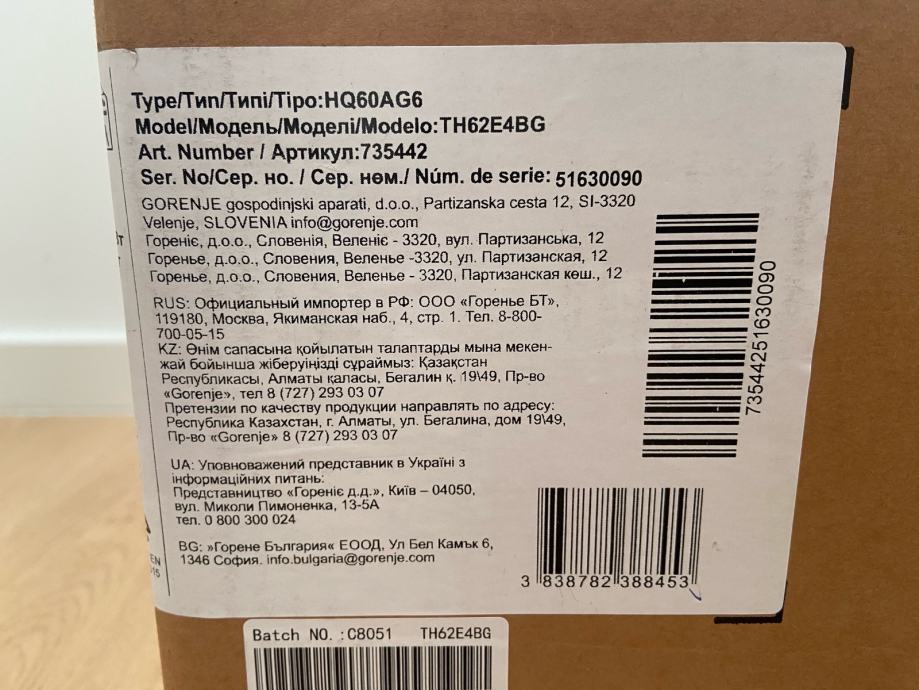 Type/Тип/Типі/Tipo:HQ60AG6
Model/Модель/Моделі/Modelo:TH62E4BG
Art. Number / Артикул:735442
Ser. No/Сер. но. / Сер. нөм./ Núm. de serie: 51630090
GORENJE gospodinjski aparati, d.o.o., Partizanska cesta 12, SI-3320
Velenje, SLOVENIA info@gorenje.com
Гореніє, д.о.о., Словенія, Веленіє - 3320, вул. Партизанська, 12
Горенье, д.о.о., Словения, Веленье -3320, ул. Партизанская, 12
Горенье, д.о.о., Словения, Веленье - 3320, Партизанская көш., 12
RUS: Официальный импортер в РФ: ООО «Горенье БТ»,
119180, Москва, Якиманская наб., 4, стр. 1. Тел. 8-800-
700-05-15
KZ: Өнім сапасына қойылатын талаптарды мына мекен-
жай бойынша жіберуіңізді сұраймыз: Қазақстан
Республикасы, Алматы қаласы, Бегалин қ. 19\49, Пр-во
«Gorenje», тел 8 (727) 293 03 07
Претензии по качеству продукции направлять по адресу:
Республика Казахстан, г. Алматы, ул. Бегалина, дом 19\49,
Пр-во «Gorenje» 8 (727) 293 03 07
UA: Уповноважений представник в Україні з
інформаційних питань:
Представництво «Гореніє д.д.», Київ – 04050,
вул. Миколи Пимоненка, 13-5А
тел. 0 800 300 024
BG: »Горене България« ЕООД, Ул Бел Камък 6,
1346 София. info.bulgaria@gorenje.com
73544251630090
3 838782 388453
Batch NO. :C8051 TH62E4BG